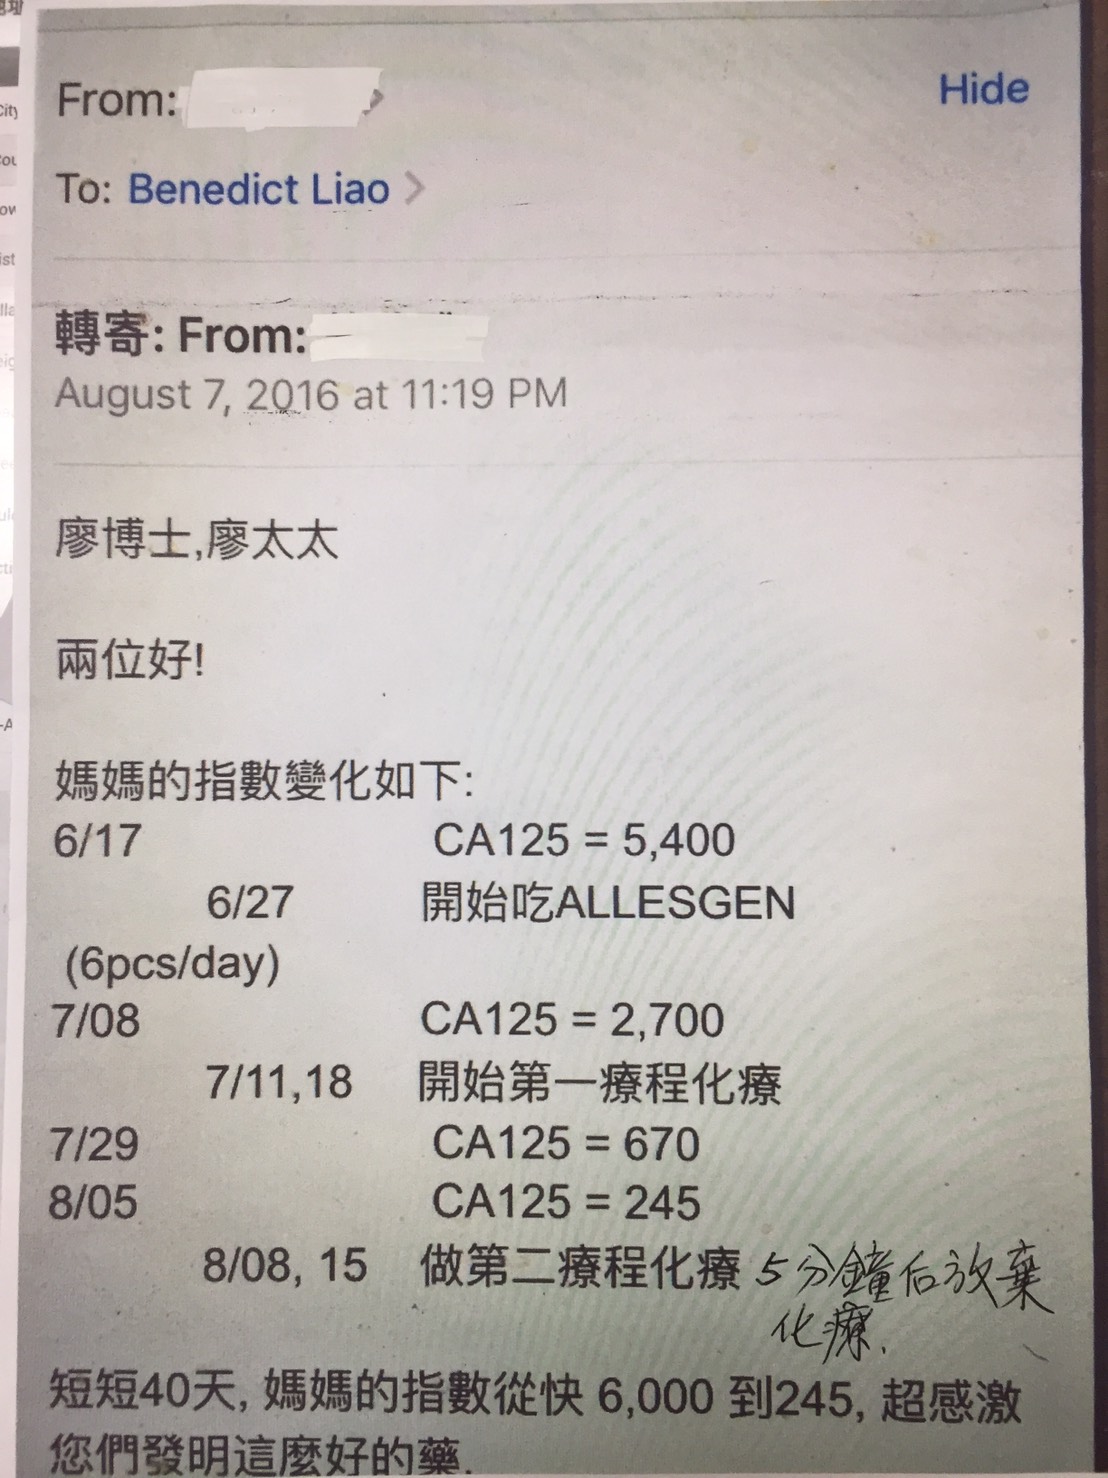 From:
Hide
To: Benedict Liao >
轉寄: From:
August 7, 2016 at 11:19 PM
廖博士,廖太太
兩位好!
媽媽的指數變化如下:
6/17 CA125 = 5,400
6/27 開始吃ALLESGEN
(6pcs/day)
7/08 CA125 = 2,700
7/11,18 開始第一療程化療
7/29 CA125 = 670
8/05 CA125 = 245
8/08, 15 做第二療程化療 5分鐘后放棄
化療.
短短40天, 媽媽的指數從快 6,000 到245, 超感激
您們發明這麼好的藥.